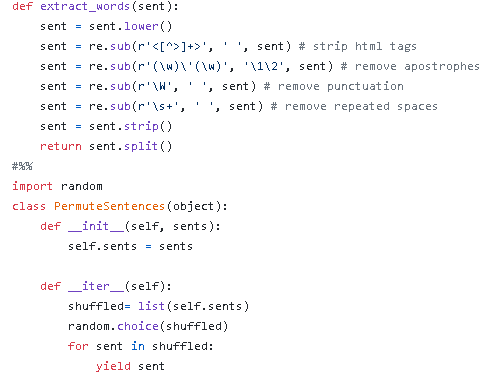 def extract_words(sent):
    sent = sent.lower()
    sent = re.sub(r'<[^>]+>', ' ', sent) # strip html tags
    sent = re.sub(r'(\w)\'(\w)', '\1\2', sent) # remove apostrophes
    sent = re.sub(r'\W', ' ', sent) # remove punctuation
    sent = re.sub(r'\s+', ' ', sent) # remove repeated spaces
    sent = sent.strip()
    return sent.split()
#%%
import random
class PermuteSentences(object):
    def __init__(self, sents):
        self.sents = sents

    def __iter__(self):
        shuffled= list(self.sents)
        random.choice(shuffled)
        for sent in shuffled:
            yield sent